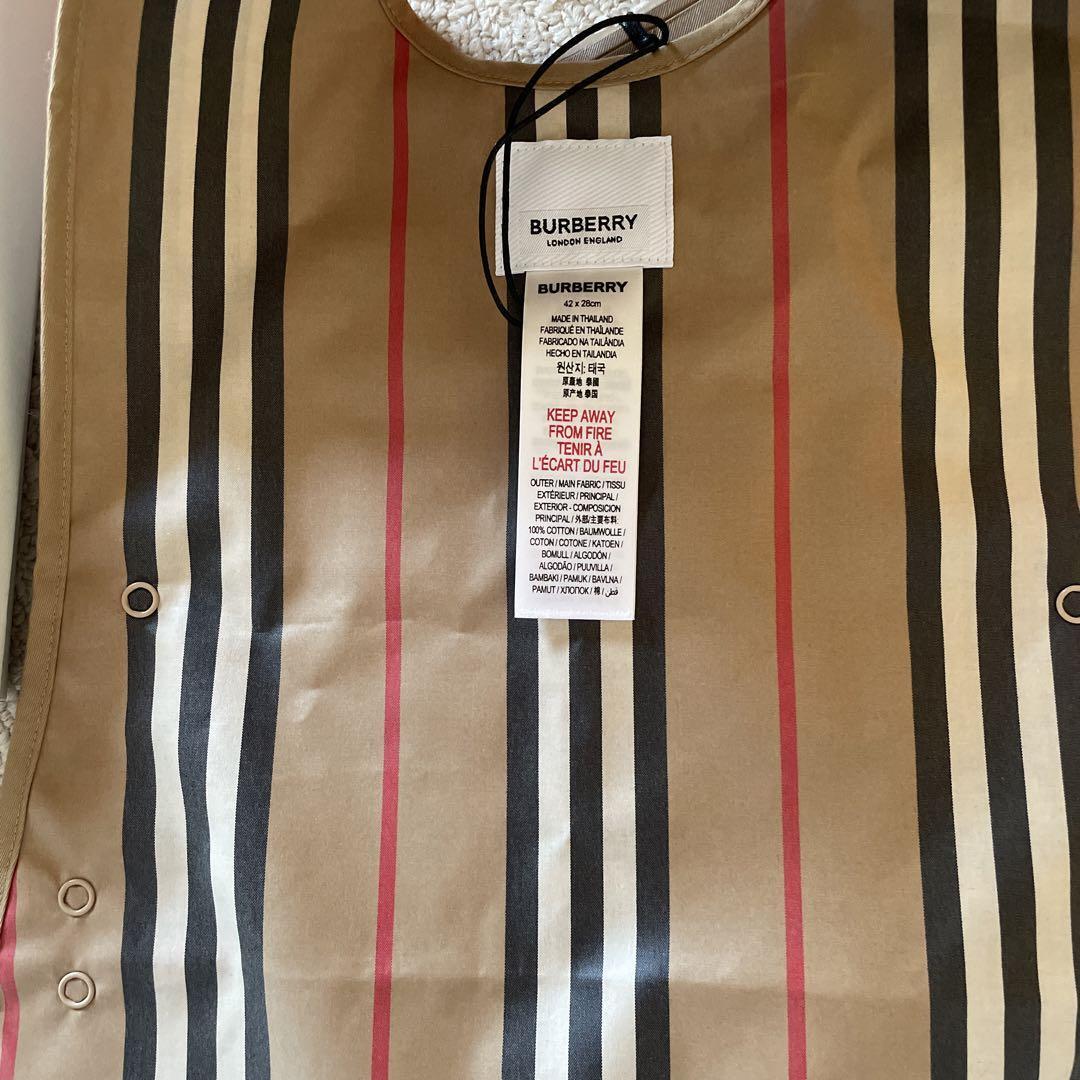 BURBERRY
LONDON ENGLAND
BURBERRY
42 x 28cm
MADE IN THAILAND
FABRIQUÉ EN THAÏLANDE
FABRICADO NA TAILÂNDIA
HECHO EN TAILANDIA
원산지: 태국
原產地 泰國
原产地 泰国
KEEP AWAY
FROM FIRE
TENIR À
L'ÉCART DU FEU
OUTER / MAIN FABRIC / TISSU
EXTÉRIEUR / PRINCIPAL /
EXTERIOR - COMPOSICION
PRINCIPAL / 外部/主要布料:
100% COTTON / BAUMWOLLE /
COTON / COTONE / KATOEN /
BOMULL / ALGODÓN /
ALGODÃO / PUUVILLA /
BAMBAKI / PAMUK / BAVLNA /
PAMUT / ХЛОПОК / 棉 / قطن